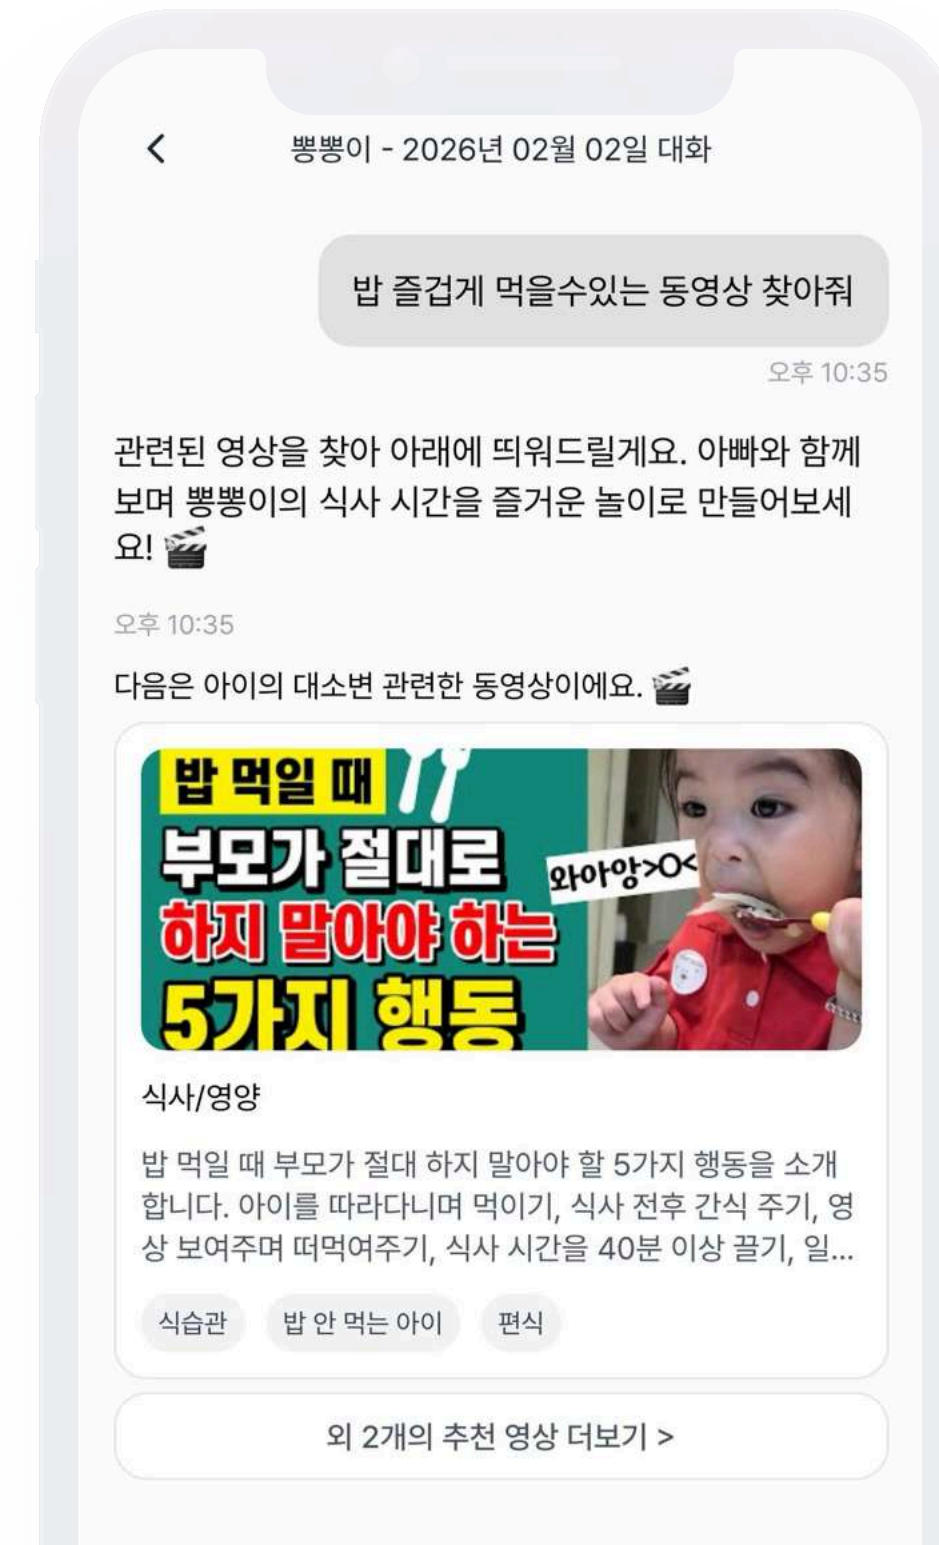 뽕뽕이 - 2026년 02월 02일 대화
밥 즐겁게 먹을수있는 동영상 찾아줘
오후 10:35
관련된 영상을 찾아 아래에 띄워드릴게요. 아빠와 함께
보며 뽕뽕이의 식사 시간을 즐거운 놀이로 만들어보세
요! 🎬
오후 10:35
다음은 아이의 대소변 관련한 동영상이에요. 🎬
밥 먹일 때
부모가 절대로
하지 말아야 하는
5가지 행동
와아앙>O<
식사/영양
밥 먹일 때 부모가 절대 하지 말아야 할 5가지 행동을 소개
합니다. 아이를 따라다니며 먹이기, 식사 전후 간식 주기, 영
상 보여주며 떠먹여주기, 식사 시간을 40분 이상 끌기, 일...
식습관
밥 안 먹는 아이
편식
외 2개의 추천 영상 더보기 >